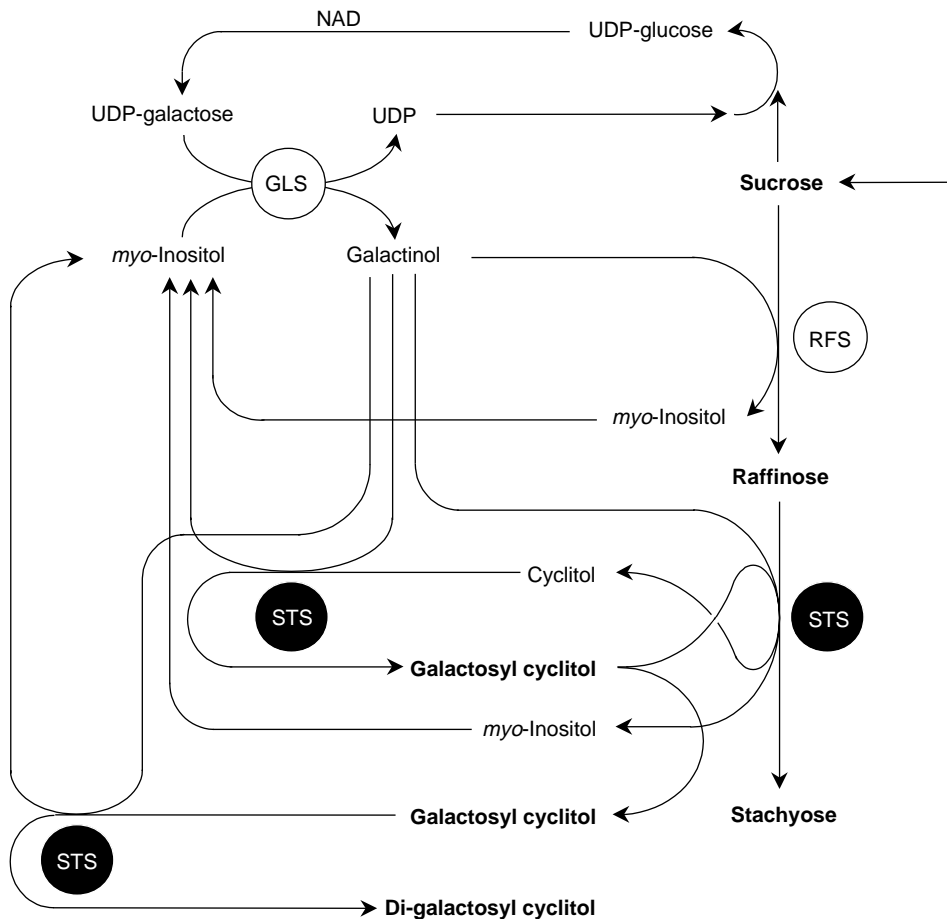 NAD
UDP-glucose
UDP-galactose
UDP
GLS
Sucrose
myo-Inositol
Galactinol
RFS
myo-Inositol
Raffinose
Cyclitol
STS
STS
Galactosyl cyclitol
myo-Inositol
Galactosyl cyclitol
Stachyose
STS
Di-galactosyl cyclitol